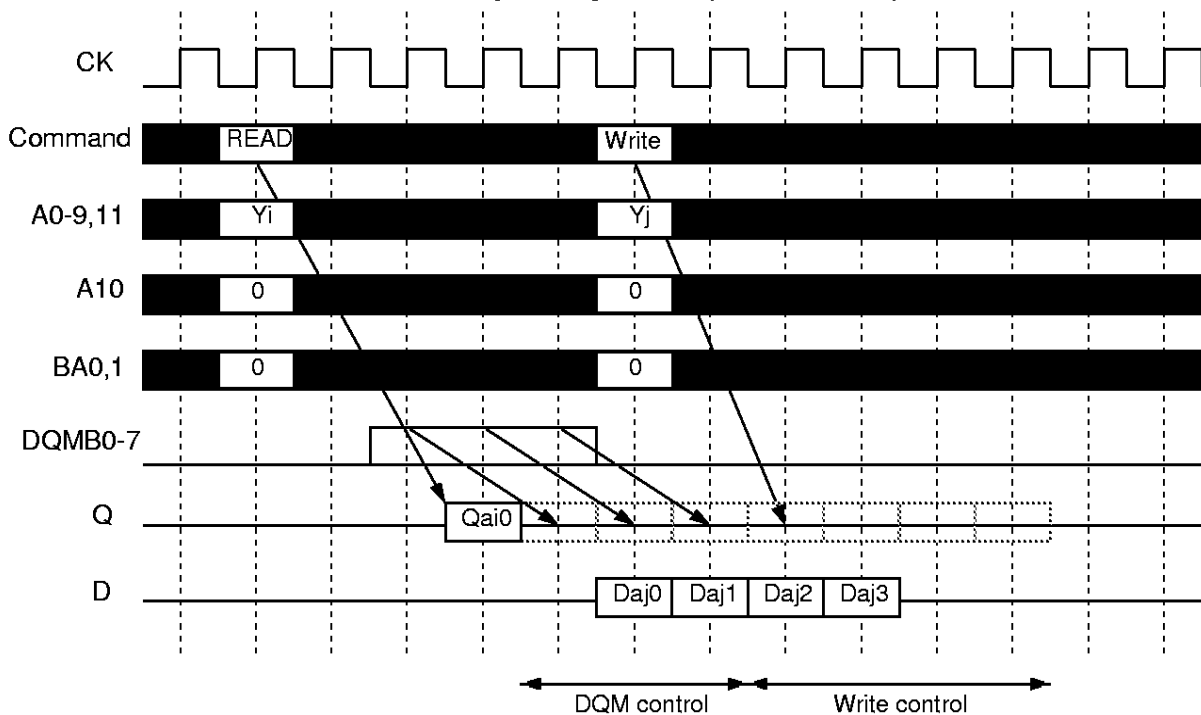 CK
Command READ Write
A0-9,11 Yi Yj
A10 0 0
BA0,1 0 0
DQMB0-7
Q Qai0
D Daj0 Daj1 Daj2 Daj3
DQM control Write control